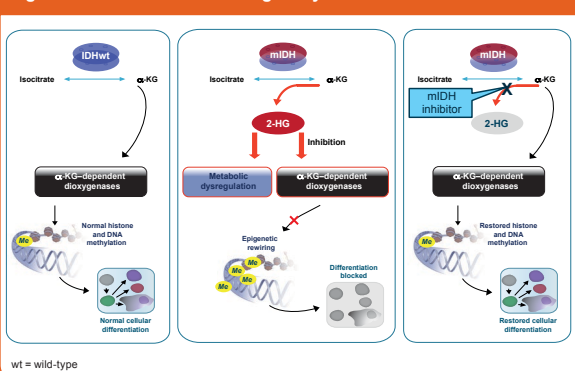 IDHwt
Isocitrate
α-KG
α-KG–dependent
dioxygenases
Normal histone
and DNA
methylation
Me
Normal cellular
differentiation
mIDH
Isocitrate
α-KG
2-HG
Inhibition
Metabolic
dysregulation
α-KG–dependent
dioxygenases
Epigenetic
rewiring
Me
Me
Me
Me
Me
Differentiation
blocked
mIDH
Isocitrate
α-KG
X
mIDH
inhibitor
2-HG
α-KG–dependent
dioxygenases
Restored histone
and DNA
methylation
Me
Restored cellular
differentiation
wt = wild-type